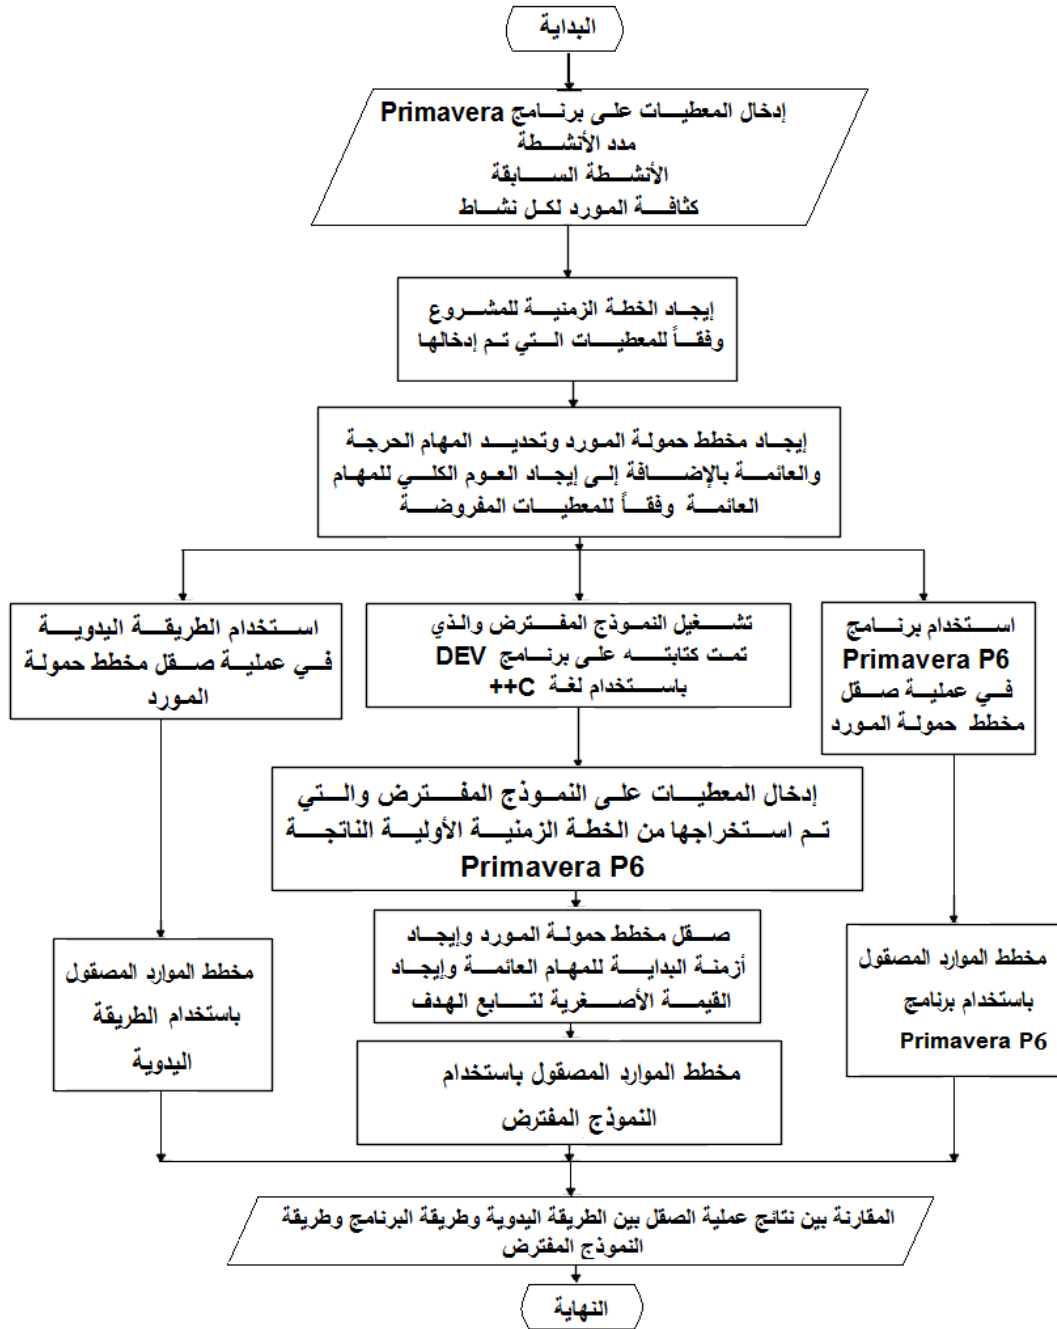 البداية
إدخال المعطيات على برنامج Primavera
مدد الأنشطة
الأنشطة السابقة
كثافة المورد لكل نشاط
إيجاد الخطة الزمنية للمشروع
وفقاً للمعطيات التي تم إدخالها
إيجاد مخطط حمولة المورد وتحديد المهام الحرجة
والعائمة بالإضافة إلى إيجاد العوم الكلي للمهام
العائمة وفقاً للمعطيات المفروضة
استخدام الطريقة اليدوية
في عملية صقل مخطط حمولة
المورد
تشغيل النموذج المفترض والذي
تمت كتابته على برنامج DEV
باستخدام لغة C++
استخدام برنامج
Primavera P6
في عملية صقل
مخطط حمولة المورد
إدخال المعطيات على النموذج المفترض والتي
تم استخراجها من الخطة الزمنية الأولية الناتجة
Primavera P6
صقل مخطط حمولة المورد وإيجاد
أزمنة البداية للمهام العائمة وإيجاد
القيمة الأصغرية لتابع الهدف
مخطط الموارد المصقول
باستخدام الطريقة
اليدوية
مخطط الموارد المصقول باستخدام
النموذج المفترض
مخطط الموارد المصقول
باستخدام برنامج
Primavera P6
المقارنة بين نتائج عملية الصقل بين الطريقة اليدوية وطريقة البرنامج وطريقة
النموذج المفترض
النهاية